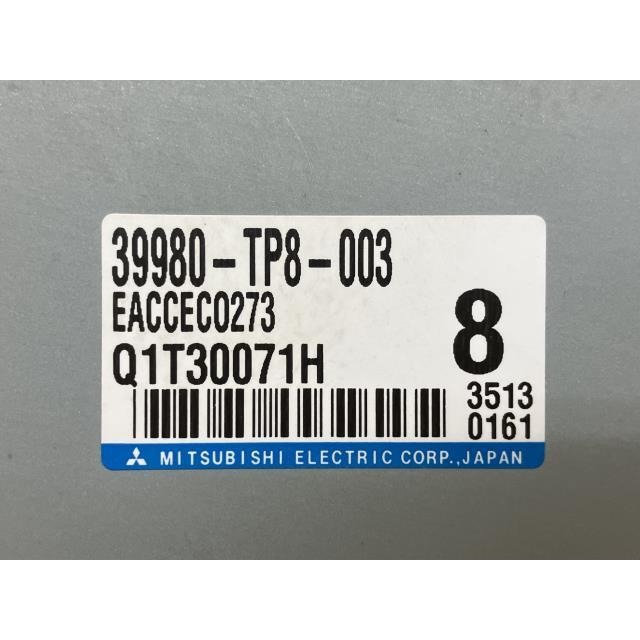 39980-TP8-003
EACCEC0273
Q1T30071H
8
3513
0161
MITSUBISHI ELECTRIC CORP.,JAPAN